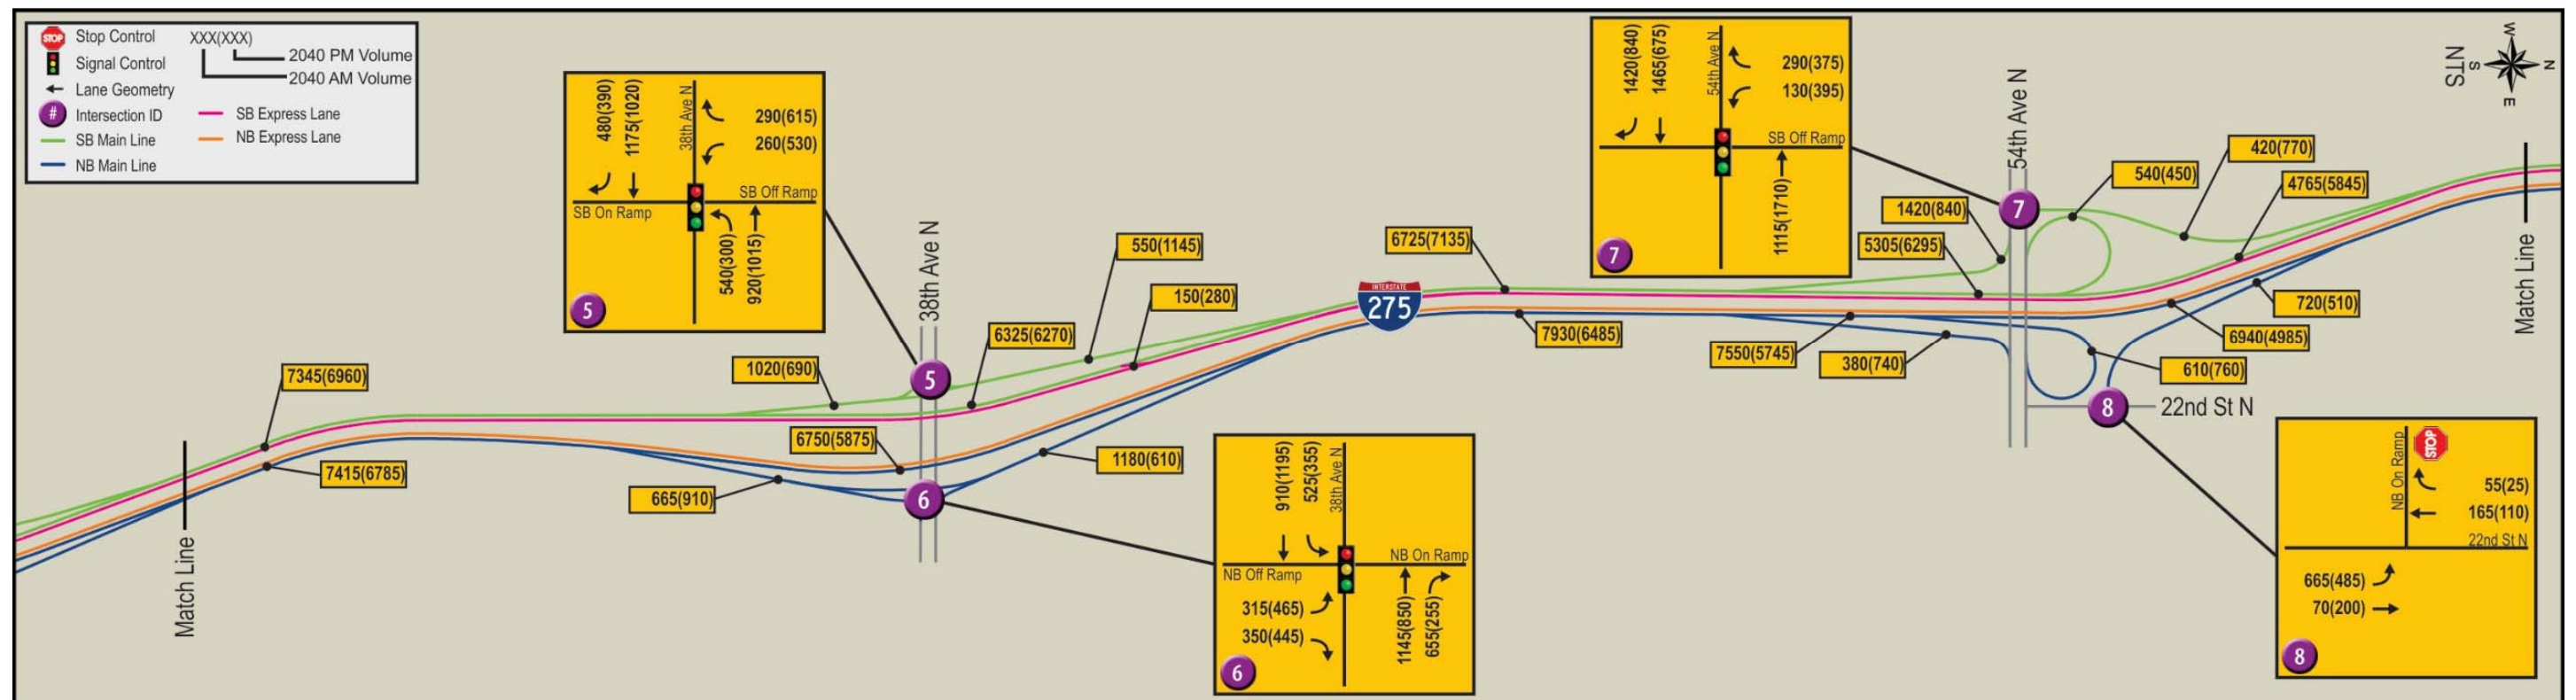 STOP
Stop Control
XXX(XXX)
Signal Control
2040 PM Volume
2040 AM Volume
Lane Geometry
#
Intersection ID
SB Express Lane
SB Main Line
NB Express Lane
NB Main Line
480(390)
1175(1020)
38th Ave N
290(615)
260(530)
SB Off Ramp
SB On Ramp
540(300)
920(1015)
5
1420(840)
1465(675)
54th Ave N
290(375)
130(395)
SB Off Ramp
1115(1710)
7
NTS
W
S
N
E
54th Ave N
7
540(450)
420(770)
4765(5845)
1420(840)
5305(6295)
6725(7135)
550(1145)
150(280)
38th Ave N
6325(6270)
1020(690)
5
7345(6960)
INTERSTATE
275
7930(6485)
7550(5745)
380(740)
720(510)
6940(4985)
610(760)
8
22nd St N
Match Line
6750(5875)
1180(610)
7415(6785)
665(910)
6
Match Line
910(1195)
525(355)
38th Ave N
NB On Ramp
NB Off Ramp
315(465)
350(445)
1145(850)
655(255)
6
NB On Ramp
STOP
55(25)
165(110)
22nd St N
665(485)
70(200)
8